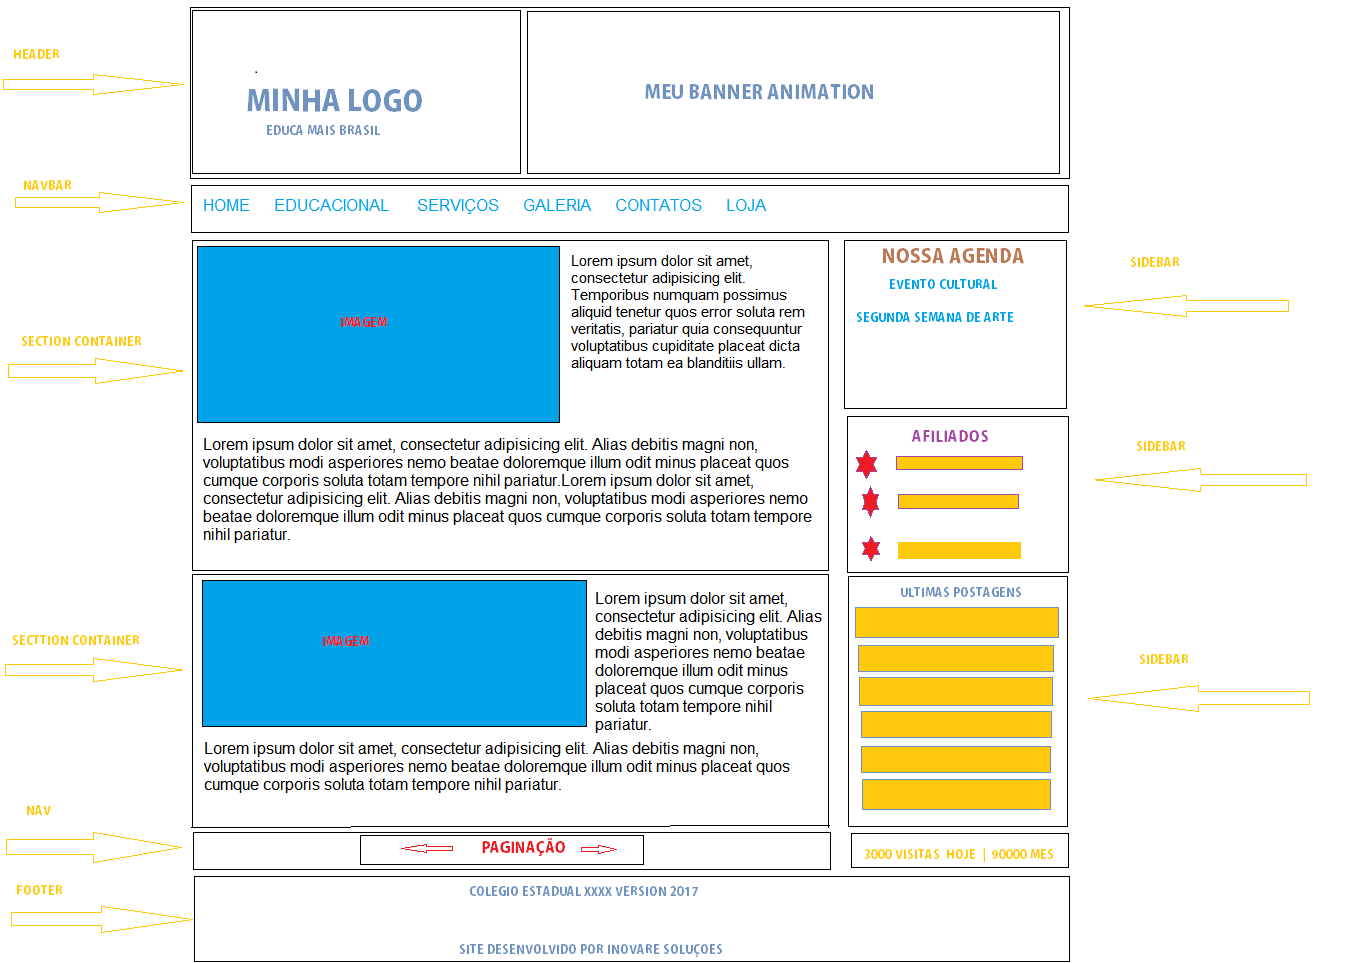 HEADER
.
MINHA LOGO
EDUCA MAIS BRASIL
MEU BANNER ANIMATION
NAVBAR
HOME EDUCACIONAL SERVIÇOS GALERIA CONTATOS LOJA
SECTION CONTAINER
IMAGEM
Lorem ipsum dolor sit amet,
consectetur adipisicing elit.
Temporibus numquam possimus
aliquid tenetur quos error soluta rem
veritatis, pariatur quia consequuntur
voluptatibus cupiditate placeat dicta
aliquam totam ea blanditiis ullam.
Lorem ipsum dolor sit amet, consectetur adipisicing elit. Alias debitis magni non,
voluptatibus modi asperiores nemo beatae doloremque illum odit minus placeat quos
cumque corporis soluta totam tempore nihil pariatur.Lorem ipsum dolor sit amet,
consectetur adipisicing elit. Alias debitis magni non, voluptatibus modi asperiores nemo
beatae doloremque illum odit minus placeat quos cumque corporis soluta totam tempore
nihil pariatur.
NOSSA AGENDA
EVENTO CULTURAL
SEGUNDA SEMANA DE ARTE
SIDEBAR
AFILIADOS
SIDEBAR
SECTTION CONTAINER
IMAGEM
Lorem ipsum dolor sit amet,
consectetur adipisicing elit. Alias
debitis magni non, voluptatibus
modi asperiores nemo beatae
doloremque illum odit minus
placeat quos cumque corporis
soluta totam tempore nihil
pariatur.
Lorem ipsum dolor sit amet, consectetur adipisicing elit. Alias debitis magni non,
voluptatibus modi asperiores nemo beatae doloremque illum odit minus placeat quos
cumque corporis soluta totam tempore nihil pariatur.
ULTIMAS POSTAGENS
SIDEBAR
NAV
PAGINAÇÃO
3000 VISITAS HOJE | 90000 MES
FOOTER
COLEGIO ESTADUAL XXXX VERSION 2017
SITE DESENVOLVIDO POR INOVARE SOLUÇOES